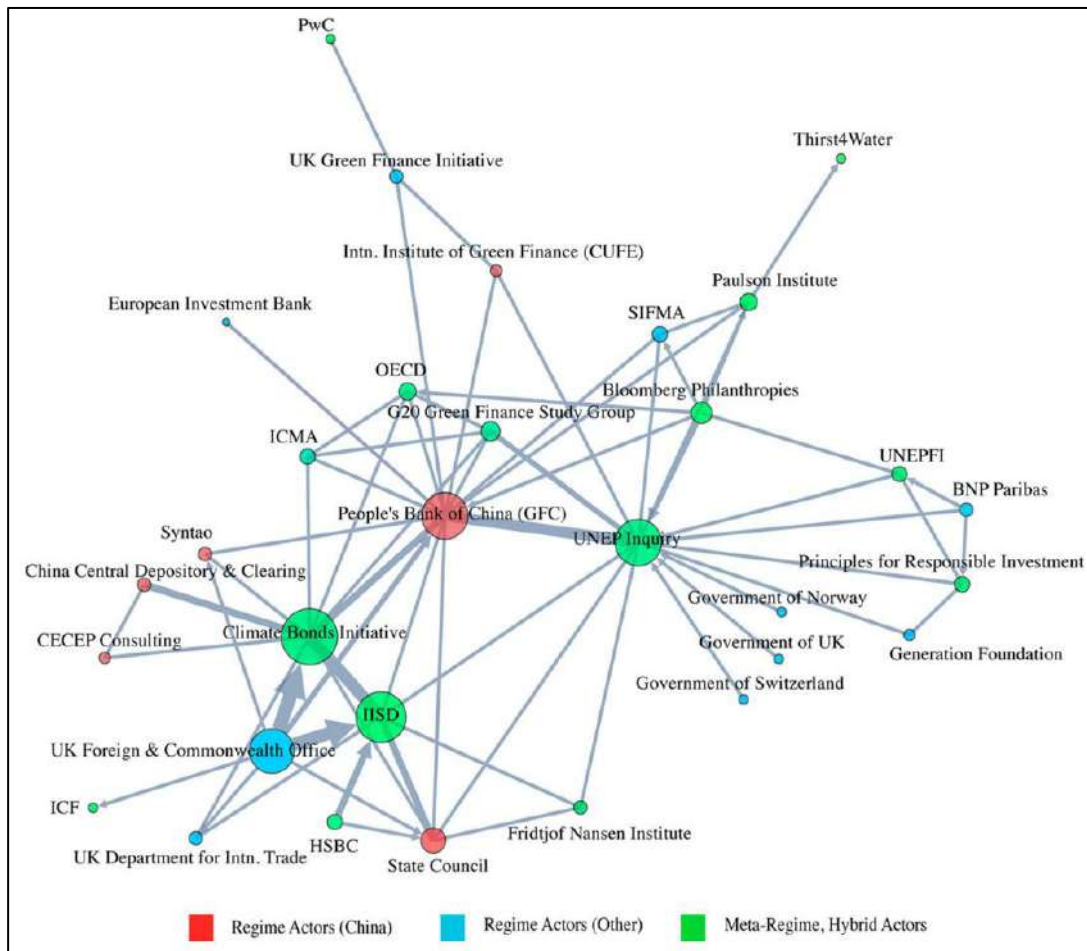 PwC
Thirst4Water
UK Green Finance Initiative
Intn. Institute of Green Finance (CUFE)
Paulson Institute
European Investment Bank
SIFMA
OECD
Bloomberg Philanthropies
G20 Green Finance Study Group
ICMA
UNEPFI
BNP Paribas
People's Bank of China (GFC)
Syntao
UNEP Inquiry
Principles for Responsible Investment
China Central Depository & Clearing
Government of Norway
Climate Bonds Initiative
CECEP Consulting
Government of UK
Generation Foundation
Government of Switzerland
IISD
UK Foreign & Commonwealth Office
ICF
HSBC
Fridtjof Nansen Institute
UK Department for Intn. Trade
State Council
Regime Actors (China)
Regime Actors (Other)
Meta-Regime, Hybrid Actors